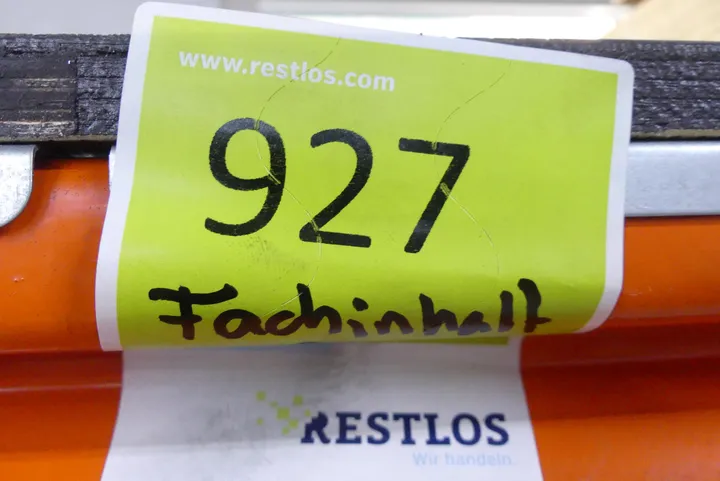 www.restlos.com
927
Fachinhalt
RESTLOS
Wir handeln.